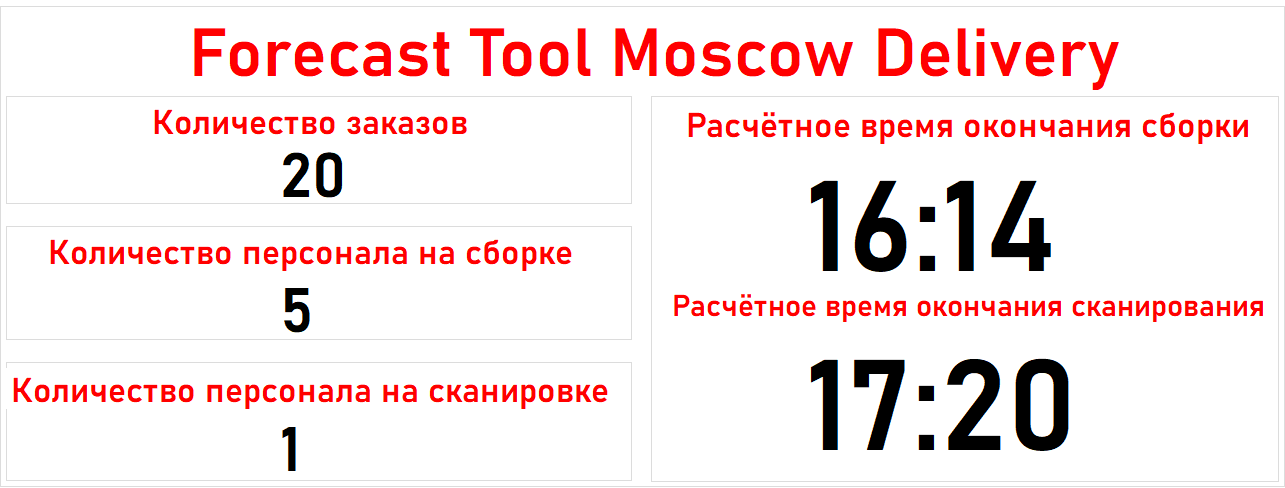 Forecast Tool Moscow Delivery
Количество заказов
20
Количество персонала на сборке
5
Количество персонала на сканировке
1
Расчётное время окончания сборки
16:14
Расчётное время окончания сканирования
17:20